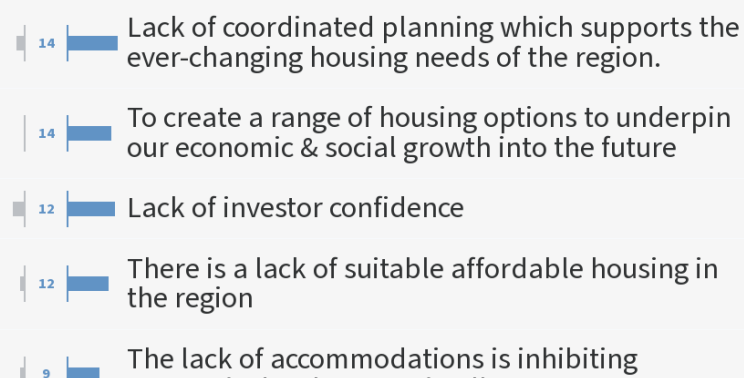 Lack of coordinated planning which supports the
14
ever-changing housing needs of the region.
To create a range of housing options to underpin
14
our economic & social growth into the future
12
Lack of investor confidence
There is a lack of suitable affordable housing in
12
the region
The lack of accommodations is inhibiting
9